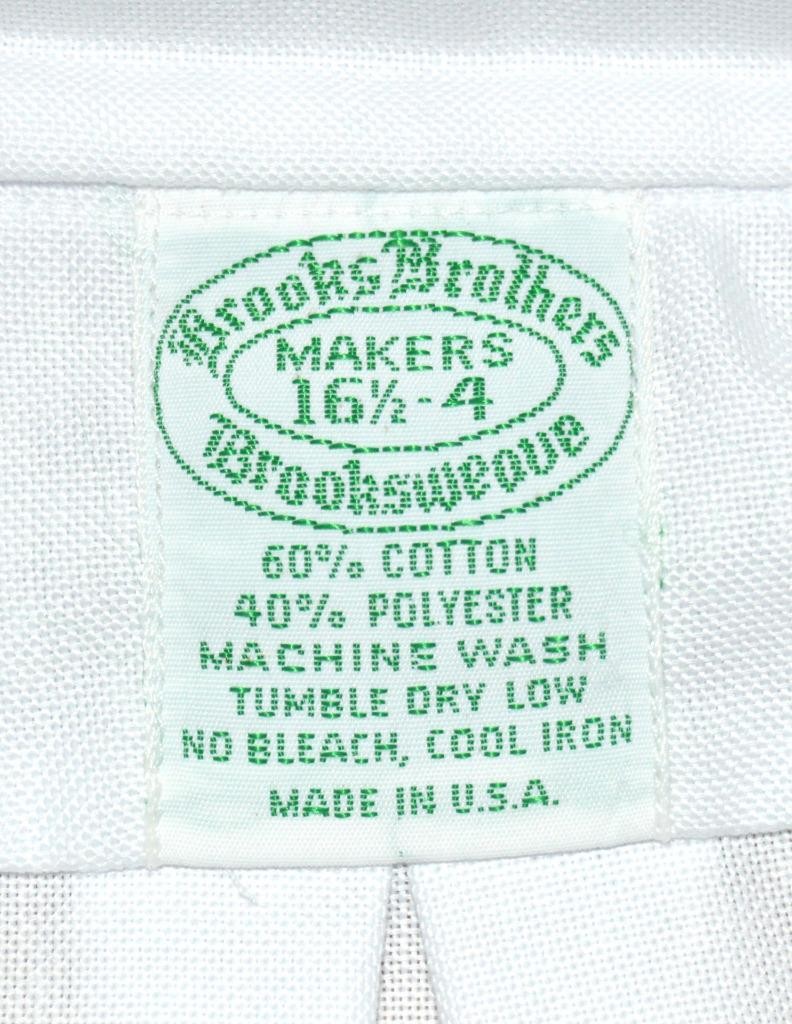 Brooks Brothers
MAKERS
16½-4
Brooksweave
60% COTTON
40% POLYESTER
MACHINE WASH
TUMBLE DRY LOW
NO BLEACH, COOL IRON
MADE IN U.S.A.